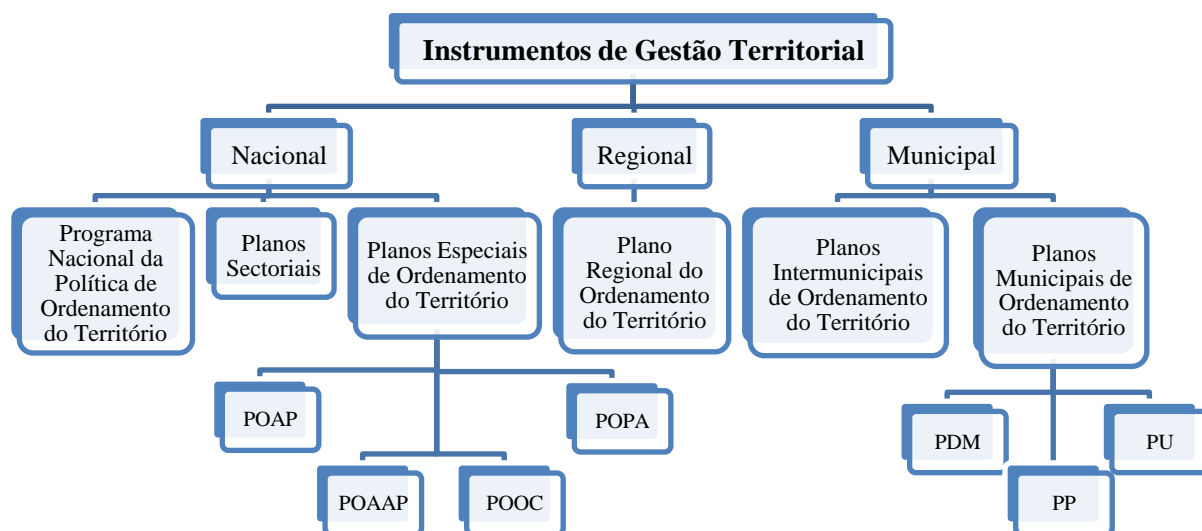 Instrumentos de Gestão Territorial
Nacional
Regional
Municipal
Programa
Nacional da
Política de
Ordenamento
do Território
Planos
Sectoriais
Planos Especiais
de Ordenamento
do Território
Plano
Regional do
Ordenamento
do Território
Planos
Intermunicipais
de Ordenamento
do Território
Planos
Municipais de
Ordenamento
do Território
POAP
POPA
POAAP
POOC
PDM
PU
PP